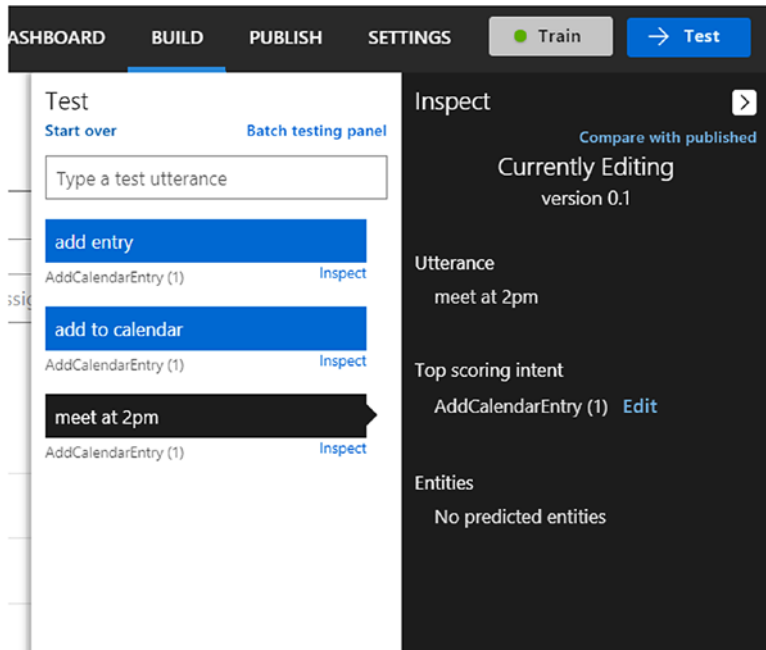 ASHBOARD BUILD PUBLISH SETTINGS Train Test
Test
Start over Batch testing panel
Type a test utterance
add entry
AddCalendarEntry (1) Inspect
add to calendar
AddCalendarEntry (1) Inspect
meet at 2pm
AddCalendarEntry (1) Inspect
Inspect
Compare with published
Currently Editing
version 0.1
Utterance
meet at 2pm
Top scoring intent
AddCalendarEntry (1) Edit
Entities
No predicted entities